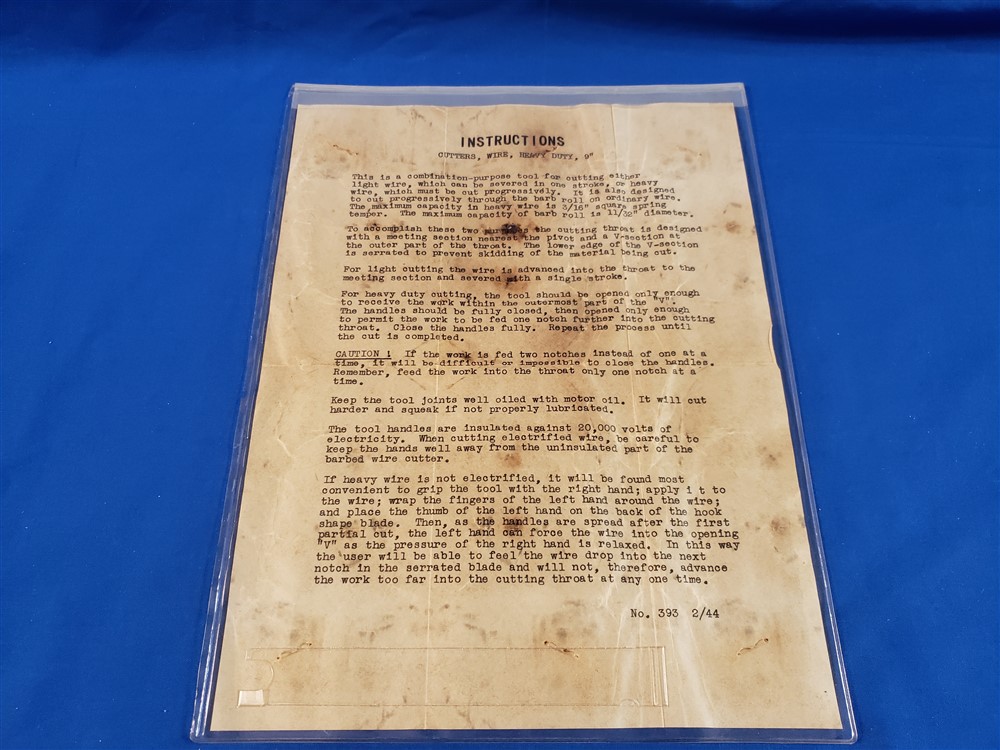 INSTRUCTIONS
CUTTERS, WIRE, HEAVY DUTY, 9"
This is a combination-purpose tool for cutting either
light wire, which can be severed in one stroke, or heavy
wire, which must be cut progressively. It is also designed
to cut progressively through the barb roll on ordinary wire.
The maximum capacity in heavy wire is 3/16" square spring
temper. The maximum capacity of barb roll is 11/32" diameter.
To accomplish these two purposes the cutting throat is designed
with a meeting section nearest the pivot and a V-section at
the outer part of the throat. The lower edge of the V-section
is serrated to prevent skidding of the material being cut.
For light cutting the wire is advanced into the throat to the
meeting section and severed with a single stroke.
For heavy duty cutting, the tool should be opened only enough
to receive the work within the outermost part of the "V".
The handles should be fully closed, then opened only enough
to permit the work to be fed one notch further into the cutting
throat. Close the handles fully. Repeat the process until
the cut is completed.
CAUTION ! If the work is fed two notches instead of one at a
time, it will be difficult or impossible to close the handles.
Remember, feed the work into the throat only one notch at a
time.
Keep the tool joints well oiled with motor oil. It will cut
harder and squeak if not properly lubricated.
The tool handles are insulated against 20,000 volts of
electricity. When cutting electrified wire, be careful to
keep the hands well away from the uninsulated part of the
barbed wire cutter.
If heavy wire is not electrified, it will be found most
convenient to grip the tool with the right hand; apply i t to
the wire; wrap the fingers of the left hand around the wire;
and place the thumb of the left hand on the back of the hook
shape blade. Then, as the handles are spread after the first
partial cut, the left hand can force the wire into the opening
"V" as the pressure of the right hand is relaxed. In this way
the user will be able to feel the wire drop into the next
notch in the serrated blade and will not, therefore, advance
the work too far into the cutting throat at any one time.
No. 393 2/44